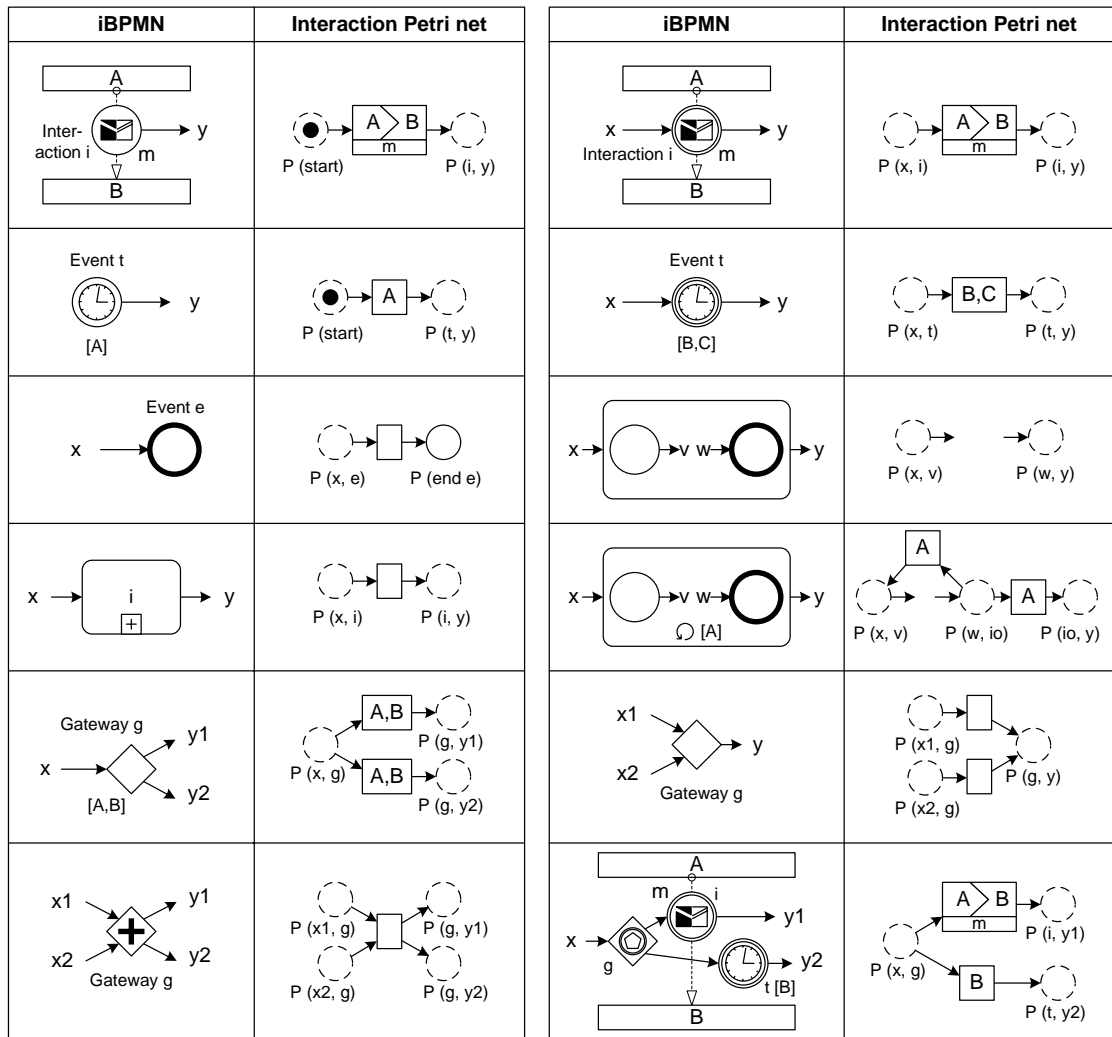 iBPMN Interaction Petri net
A
Inter-
action i
y
m
B
A B
m
P (start) P (i, y)
Event t
y
[A]
A
P (start) P (t, y)
Event e
x
P (x, e) P (end e)
x i y
+
P (x, i) P (i, y)
Gateway g
x
y1
y2
[A,B]
A,B
P (g, y1)
P (x, g)
A,B
P (g, y2)
x1 y1
x2 y2
Gateway g
P (x1, g) P (g, y1)
P (x2, g) P (g, y2)
iBPMN Interaction Petri net
A
x y
Interaction i m
B
A B
m
P (x, i) P (i, y)
Event t
x y
[B,C]
B,C
P (x, t) P (t, y)
x v w y
P (x, v) P (w, y)
x v w y
[A]
A
A
P (x, v) P (w, io) P (io, y)
x1
x2
y
Gateway g
P (x1, g)
P (g, y)
P (x2, g)
A
m i
y1
x
g
y2
t [B]
B
A B
m
P (i, y1)
P (x, g)
B
P (t, y2)